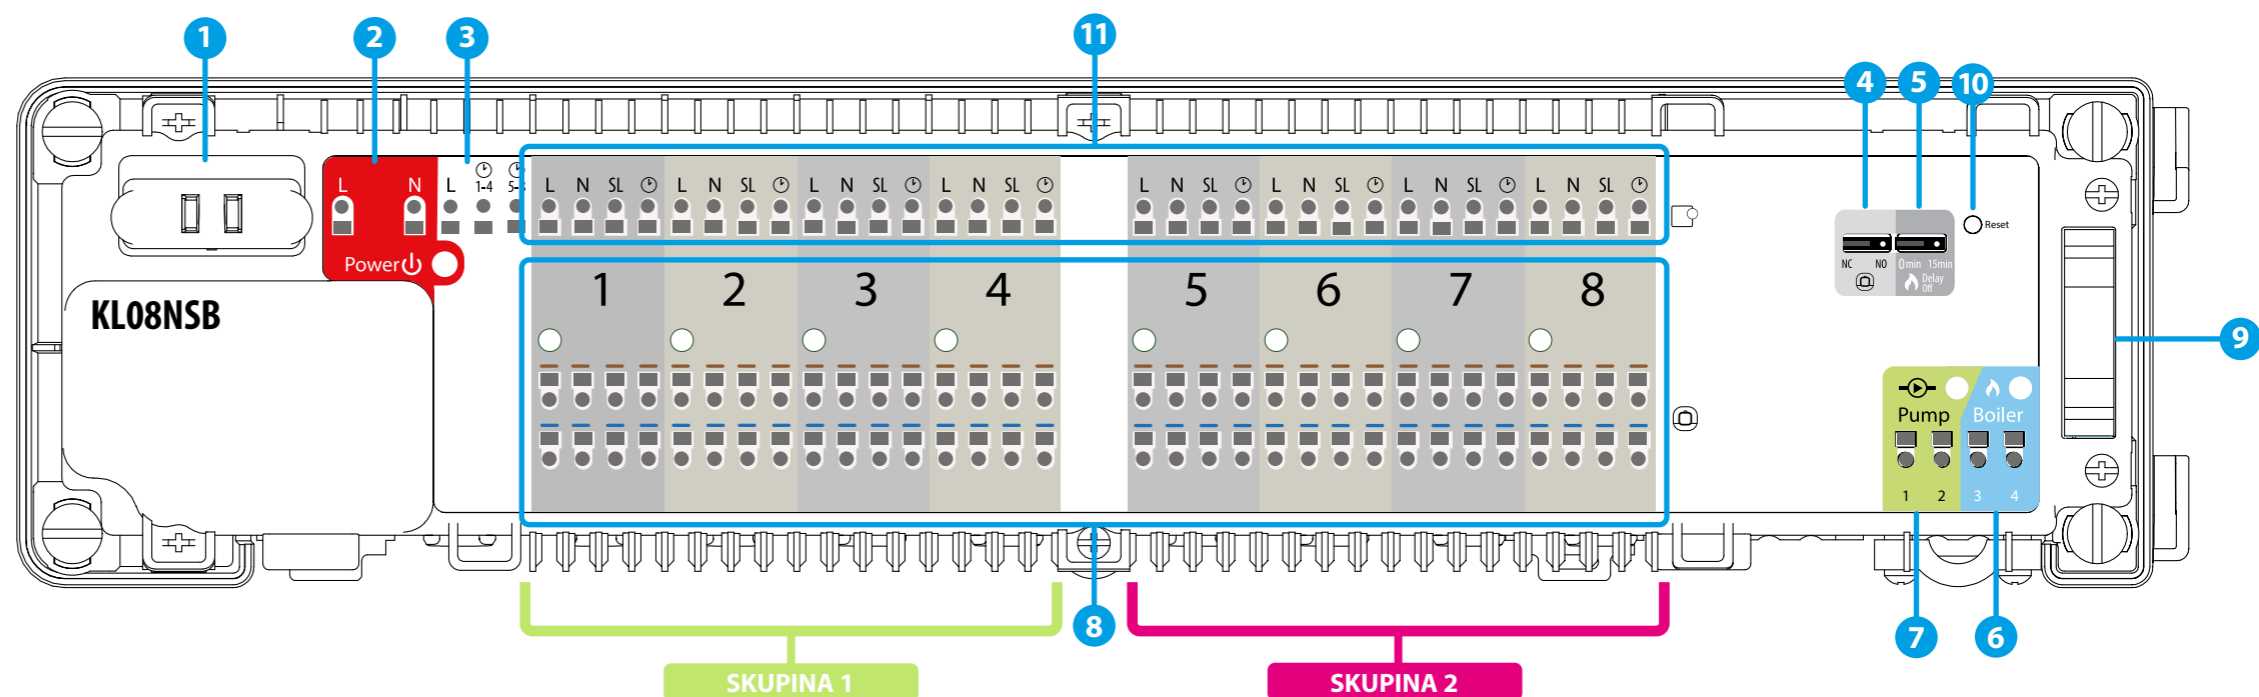 1 2 3 11 4 5 10
L N L 1-4 5-8 L N SL L N SL L N SL L N SL L N SL L N SL L N SL L N SL
Reset
Power
NC NO 0min 15min
Delay
Off
KL08NSB
1 2 3 4 5 6 7 8
9
Pump Boiler
1 2 3 4
8 7 6
SKUPINA 1 SKUPINA 2